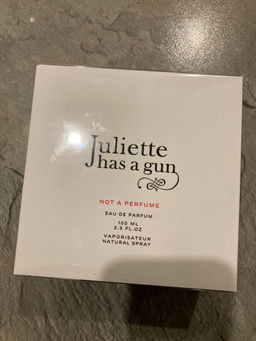 Juliette
has a gun
NOT A PERFUME
EAU DE PARFUM
100 ML
3.3 FL.OZ
VAPORISATEUR
NATURAL SPRAY